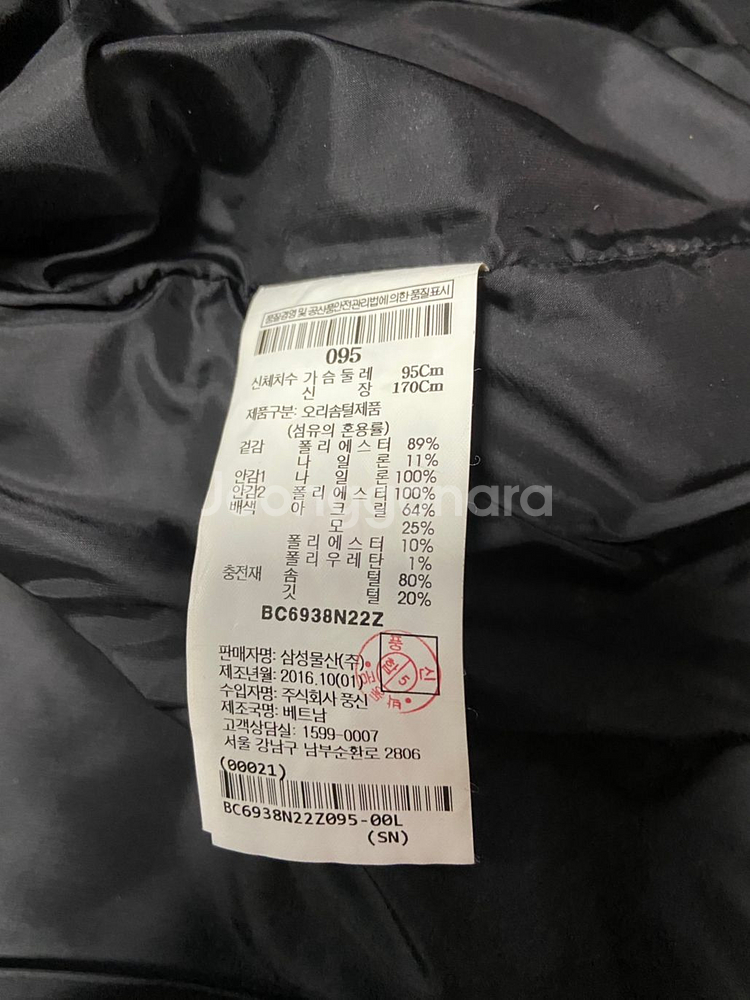 품질경영 및 공산품안전관리법에 의한 품질표시
095
신체치수 가 슴 둘 레 95Cm
신 장 170Cm
제품구분: 오리솜털제품
(섬유의 혼용률)
겉감 폴 리 에 스 터 89%
나 일 론 11%
안감1 나 일 론 100%
안감2 폴 리 에 스 터 100%
배색 아 크 릴 64%
모 25%
폴 리 에 스 터 10%
폴 리 우 레 탄 1%
충전재 솜 털 80%
깃 털 20%
BC6938N22Z
판매자명: 삼성물산(주)
제조년월: 2016.10(01)
수입자명: 주식회사 풍신
제조국명: 베트남
고객상담실: 1599-0007
서울 강남구 남부순환로 2806
(00021)
BC6938N22Z095-00L
(SN)
풍 신
5
Joonggonara